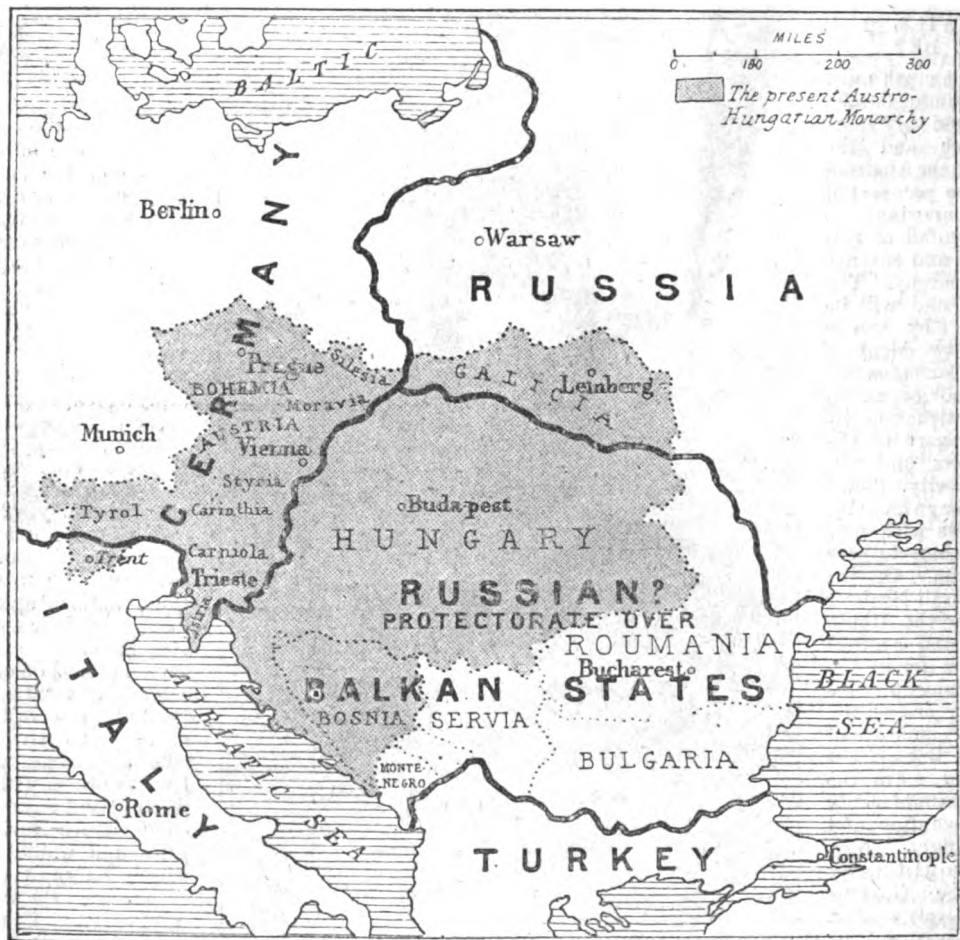 BALTIC
MILES
0 100 200 300
The present Austro-
Hungarian Monarchy
Berlin
GERMANY
Warsaw
RUSSIA
Prague
BOHEMIA
Silesia
Moravia
GALICIA
Leinberg
Munich
AUSTRIA
Vienna
Styria
Tyrol
Carinthia
Budapest
HUNGARY
Trent
Carniola
Trieste
Istria
RUSSIAN?
PROTECTORATE OVER
ROUMANIA
Bucharest
BALKAN STATES
BOSNIA
SERVIA
BULGARIA
MONTE-
NEGRO
BLACK
SEA
ITALY
ADRIATIC SEA
Rome
TURKEY
Constantinople